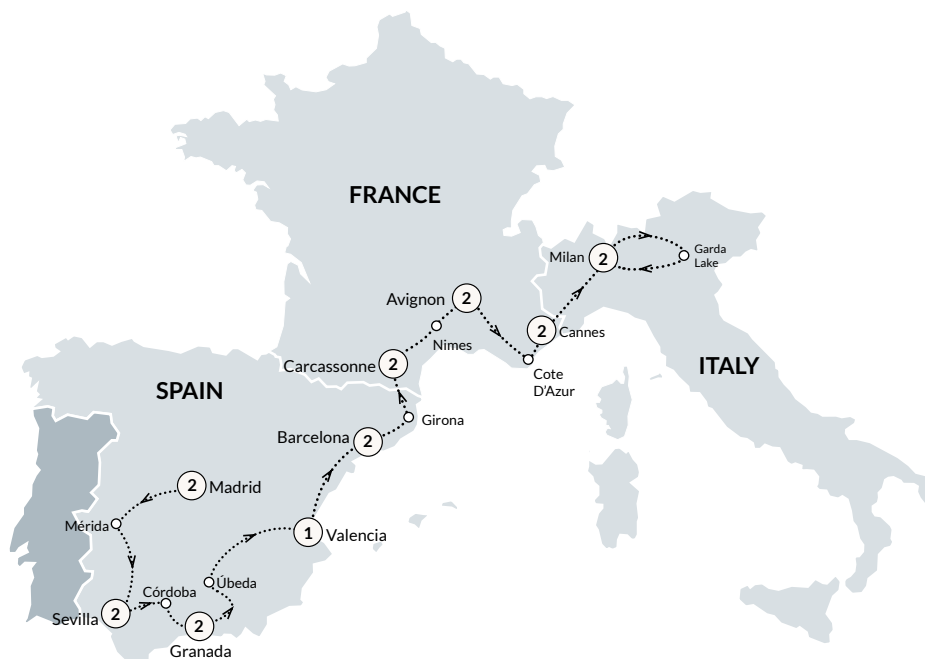 FRANCE
Milan
2
Garda
Lake
Avignon
2
2
Cannes
Nimes
Carcassonne
2
Cote
D'Azur
ITALY
SPAIN
Girona
Barcelona
2
2
Madrid
Mérida
1
Valencia
Úbeda
Córdoba
Sevilla
2
2
Granada